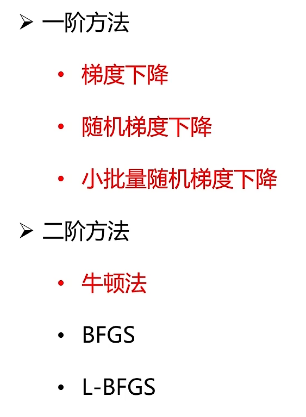 ➢ 一阶方法
• 梯度下降
• 随机梯度下降
• 小批量随机梯度下降
➢ 二阶方法
• 牛顿法
• BFGS
• L-BFGS